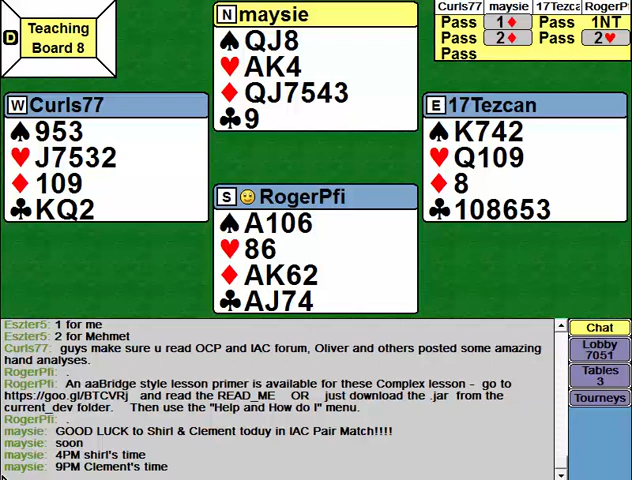 Teaching
Board 8
D
N maysie
♠QJ8
♥AK4
♦QJ7543
♣9
Curls77 maysie 17Tezca RogerPf
Pass 1♦ Pass 1NT
Pass 2♦ Pass 2♥
Pass
W Curls77
♠953
♥J7532
♦109
♣KQ2
E 17Tezcan
♠K742
♥Q109
♦8
♣108653
S RogerPfi
♠A106
♥86
♦AK62
♣AJ74
Eszter5: 1 for me
Eszter5: 2 for Mehmet
Curls77: guys make sure u read OCP and IAC forum, Oliver and others posted some amazing
hand analyses.
RogerPfi: .
RogerPfi: An aaBridge style lesson primer is available for these Complex lesson - go to
https://goo.gl/BTCVRj and read the READ_ME OR just download the .jar from the
current_dev folder. Then use the "Help and How do I" menu.
RogerPfi: .
maysie: GOOD LUCK to Shirl & Clement toduy in IAC Pair Match!!!!
maysie: soon
maysie: 4PM shirl's time
maysie: 9PM Clement's time
Chat
Lobby
7051
Tables
3
Tourneys